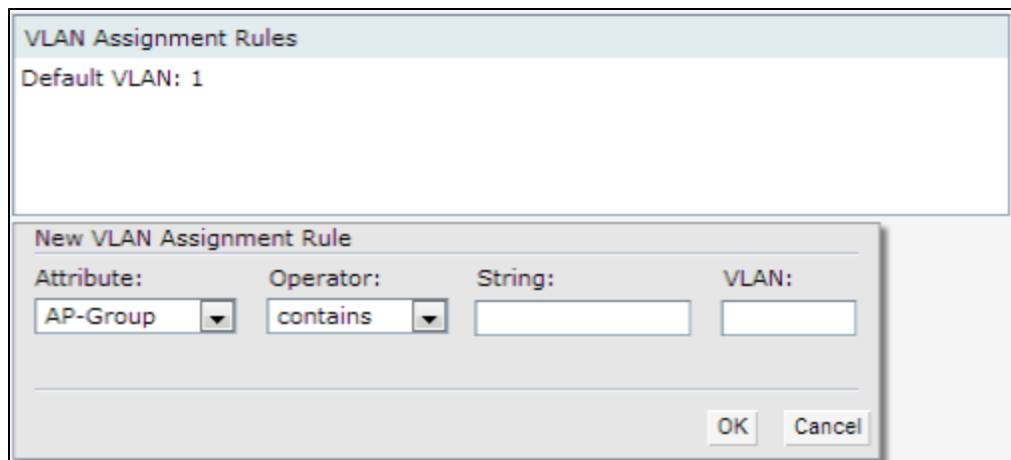 VLAN Assignment Rules
Default VLAN: 1
New VLAN Assignment Rule
Attribute: Operator: String: VLAN:
AP-Group contains
OK Cancel